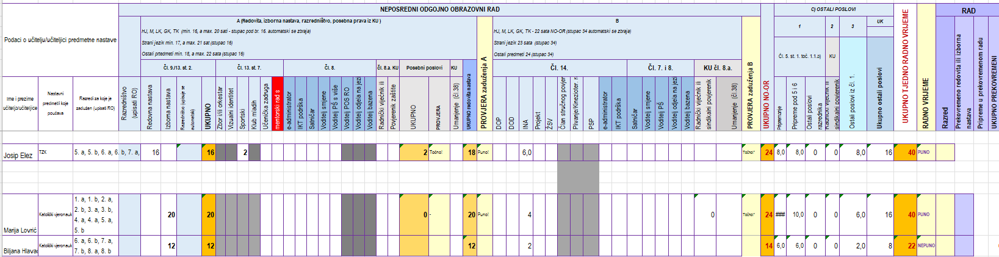 NEPOSREDNI ODGOJNO OBRAZOVNI RAD
C) OSTALI POSLOVI
RAD
Podaci o učitelju/učiteljici predmetne nastave
A (Redovita, izborna nastava, razredništvo, posebna prava iz KU )
HJ, M, LK, GK, TK (min. 16, a max. 20 sati - stupac pod br. 16. automatski se zbraja)
Strani jezik min. 17, a max. 21 sat (stupac 16)
Ostali prtedmeti min. 18, a max. 22 sata (stupac 16)
PROVJERA zaduženja A
B
HJ, M, LK, GK, TK - 22 sata NO-OR (stupac 34 automatski se zbraja)
Strani jezik 23 sata (stupac 34)
Ostali predmeti 24 (stupac 34)
PROVJERA zaduženja B
UKUPNO NO-OR
1 2 3 UK
Čl. 5. st. 1. toč. 1.1.a) KU
UKUPNO TJEDNO RADNO VRIJEME
RADNO VRIJEME
Čl. 9./13. st. 2. Čl. 13. st. 7. Čl. 8. Čl. 8.a. KU Posebni poslovi KU
Čl. 14. Čl. 7. i 8. KU čl. 8.a.
Ime i prezime učitelja/učiteljice
Nastavni predmet/i koje poučava
Razredi za koje je zadužen (upisati RO)
Razredništvo (upisati RO)
Redovna nastava
Izborna nastava
Razredništvo (upisuje se automatski)
UKUPNO
Zbor i/ili orkestar
Vizualni identitet
Sportski
Klub mladih
Učenička zadruga
mentorski rad s
e-administrator
IKT podrška
Satničar
Voditelj smjene
Voditelj PŠ s više
Voditelj POS RO
Voditelj odjela na jezi
Voditelj bazena
Radnički vijećnik ili
Povjerenik zaštite
UKUPNO
PROVJERA
Umanjenje (čl.38)
UKUPNO redovita nastava
DOP
DOD
INA
Projekt
ŽSV
Član stručnog povjer
Plivanje/Kinezioter.
PSP
e-administrator
IKT podrška
Satničar
Voditelj smjene
Voditelj PŠ
Voditelj odjela na jezi
Voditelj bazena
Radnički vijećnik ili sindikalni povjerenik
Umanjenje (čl.38)
Pripremanje
Pripreme pod 5 i 6
Ostali poslovi razrednika
Radnički vijećnik ili sindikalni povjerenik
Ostali poslovi iz čl. 1.
Ukupno ostali poslovi
Razred
Prekovremeno redovita ili izborna nastava
Pripreme u prekovremenom radu
UKUPNO PREKOVREMENI
Josip Elez TZK 5. a, 5. b, 6. a, 6. b, 7. a, 16 16 2 2 Točno! 18 Puno! 6,0 Točno!" 24 8,0 8,0 0 0 8,0 16 40 PUNO
Marija Lovrić Katolički vjeronauk
1. a, 1. b, 2. a,
2. b, 3. a, 3. b,
4. a, 4. a, 5. a,
5. b
20 20 0 - 20 Puno! 4 0 Točno!" 24 ### 10,0 0 0 6,0 16 40 PUNO
Biljana Hlavač Katolički vjeronauk
6. a, 6. b, 7. a,
7. b, 8. a, 8. b
12 12 12 2 14 6,0 6,0 0 0 2,0 8 22 NEPUNO